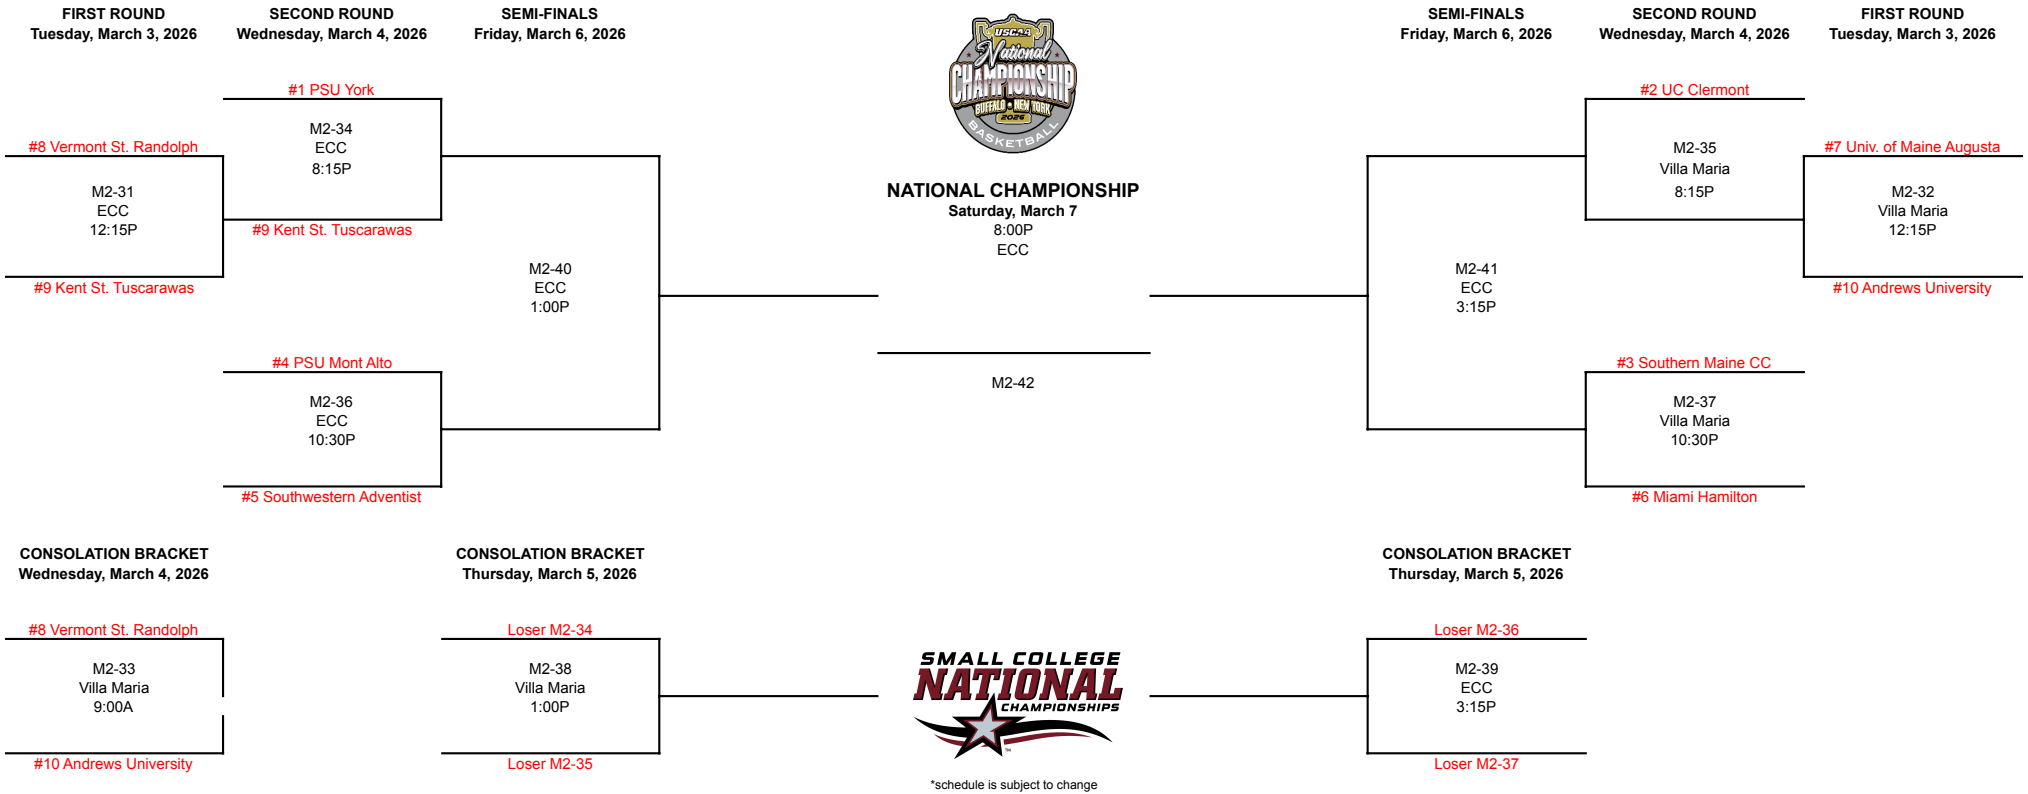 FIRST ROUND
Tuesday, March 3, 2026
SECOND ROUND
Wednesday, March 4, 2026
SEMI-FINALS
Friday, March 6, 2026
USCAA
National
CHAMPIONSHIP
BUFFALO NEW YORK
2026
BASKETBALL
SEMI-FINALS
Friday, March 6, 2026
SECOND ROUND
Wednesday, March 4, 2026
FIRST ROUND
Tuesday, March 3, 2026
#8 Vermont St. Randolph
M2-31
ECC
12:15P
#9 Kent St. Tuscarawas
#1 PSU York
M2-34
ECC
8:15P
#9 Kent St. Tuscarawas
#4 PSU Mont Alto
M2-36
ECC
10:30P
#5 Southwestern Adventist
M2-40
ECC
1:00P
NATIONAL CHAMPIONSHIP
Saturday, March 7
8:00P
ECC
M2-42
M2-41
ECC
3:15P
#2 UC Clermont
M2-35
Villa Maria
8:15P
#3 Southern Maine CC
M2-37
Villa Maria
10:30P
#6 Miami Hamilton
#7 Univ. of Maine Augusta
M2-32
Villa Maria
12:15P
#10 Andrews University
CONSOLATION BRACKET
Wednesday, March 4, 2026
#8 Vermont St. Randolph
M2-33
Villa Maria
9:00A
#10 Andrews University
CONSOLATION BRACKET
Thursday, March 5, 2026
Loser M2-34
M2-38
Villa Maria
1:00P
Loser M2-35
SMALL COLLEGE
NATIONAL
CHAMPIONSHIPS
TM
*schedule is subject to change
CONSOLATION BRACKET
Thursday, March 5, 2026
Loser M2-36
M2-39
ECC
3:15P
Loser M2-37